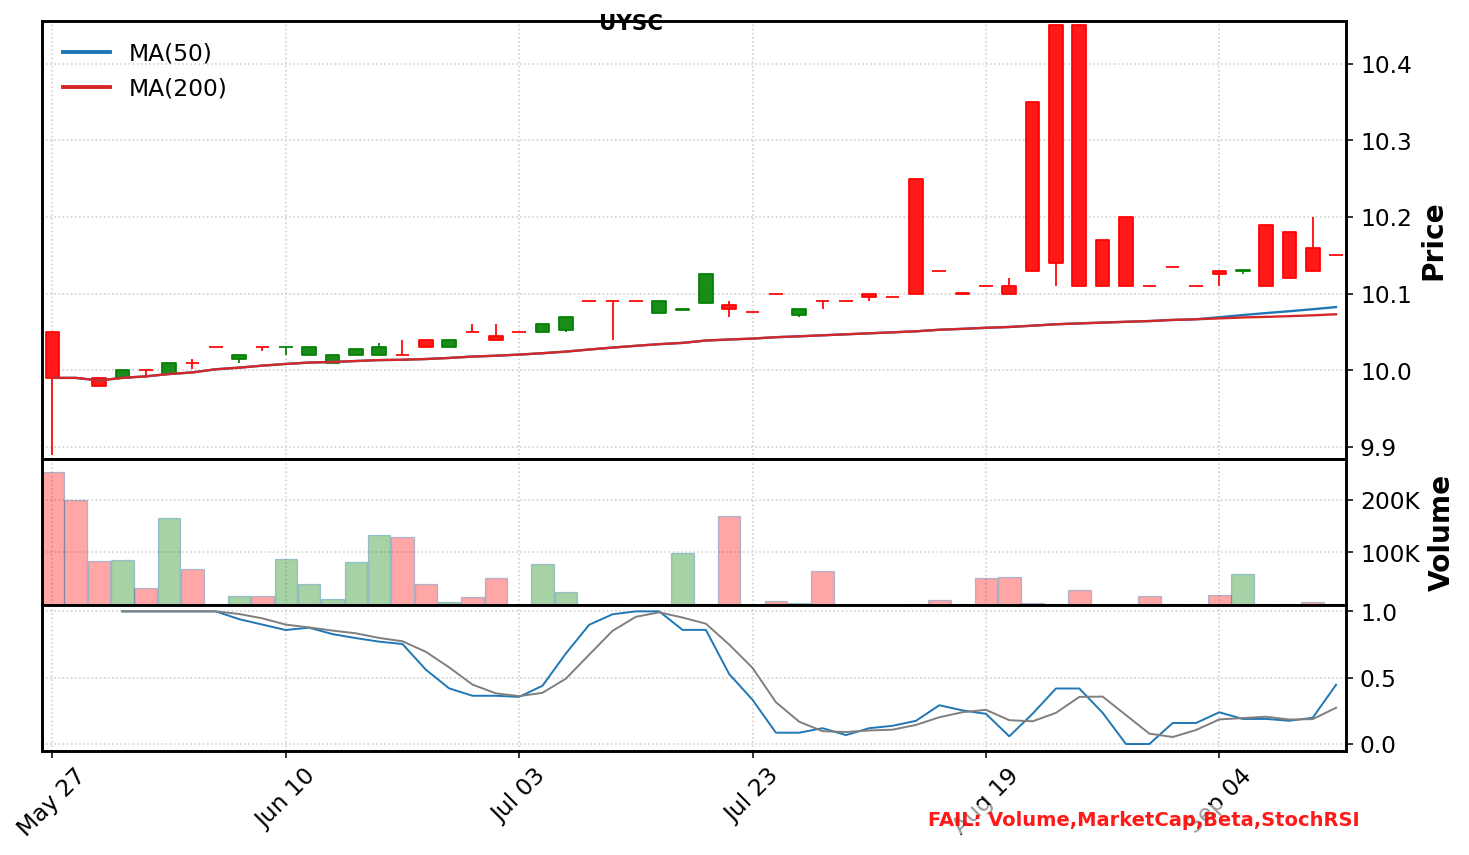 UYSC
MA(50)
MA(200)
10.4
10.3
10.2
10.1
10.0
9.9
Price
200K
100K
Volume
1.0
0.5
0.0
May 27
Jun 10
Jul 03
Jul 23
Aug 19
Sep 04
FAIL: Volume,MarketCap,Beta,StochRSI